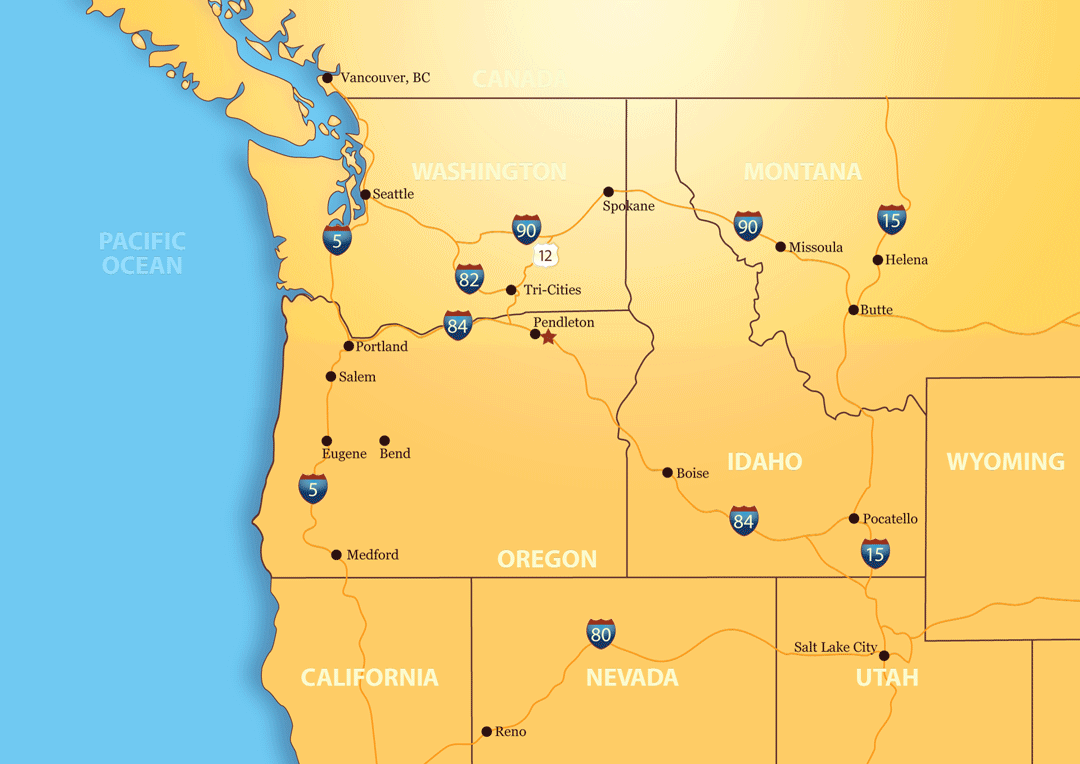 Vancouver, BC
CANADA
WASHINGTON
MONTANA
Seattle
Spokane
PACIFIC
OCEAN
5
90
12
90
15
Missoula
Helena
82
Tri-Cities
84
Pendleton
Butte
Portland
Salem
Eugene
Bend
IDAHO
WYOMING
Boise
5
84
Pocatello
15
Medford
OREGON
80
Salt Lake City
CALIFORNIA
NEVADA
UTAH
Reno